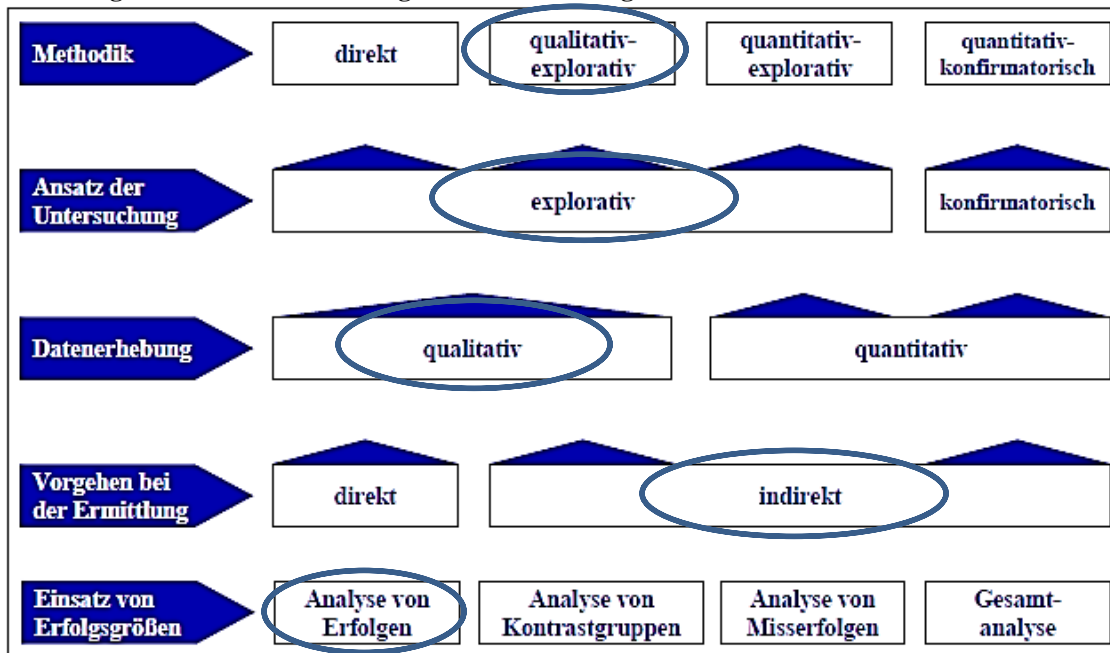 Methodik
direkt
qualitativ-
explorativ
quantitativ-
explorativ
quantitativ-
konfirmatorisch
Ansatz der
Untersuchung
explorativ
konfirmatorisch
Datenerhebung
qualitativ
quantitativ
Vorgehen bei
der Ermittlung
direkt
indirekt
Einsatz von
Erfolgsgrößen
Analyse von
Erfolgen
Analyse von
Kontrastgruppen
Analyse von
Misserfolgen
Gesamt-
analyse